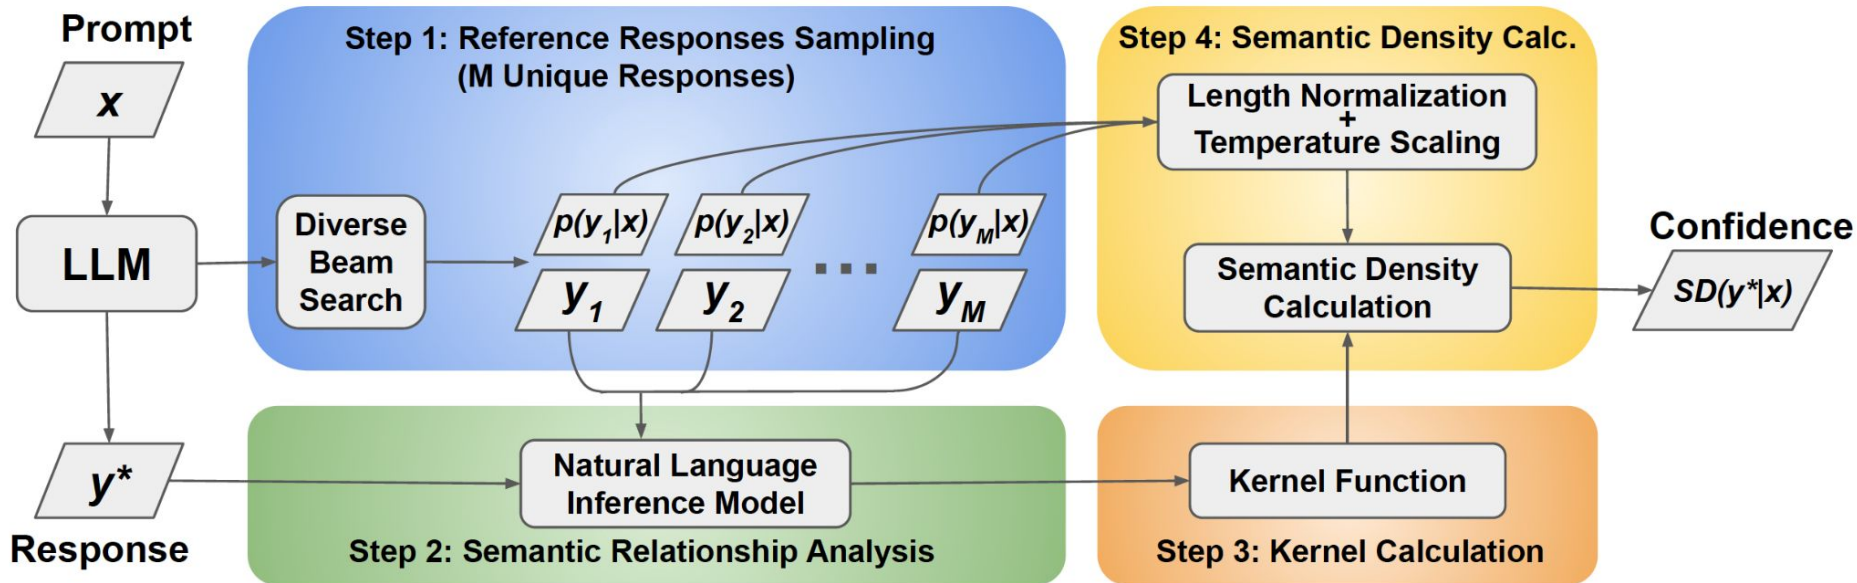 Prompt
x
LLM
y*
Response
Step 1: Reference Responses Sampling
(M Unique Responses)
Diverse
Beam
Search
p(y₁|x)
p(y₂|x)
p(y_M|x)
y₁
y₂
...
y_M
Natural Language
Inference Model
Step 2: Semantic Relationship Analysis
Step 4: Semantic Density Calc.
Length Normalization
+
Temperature Scaling
Semantic Density
Calculation
Kernel Function
Step 3: Kernel Calculation
Confidence
SD(y*|x)